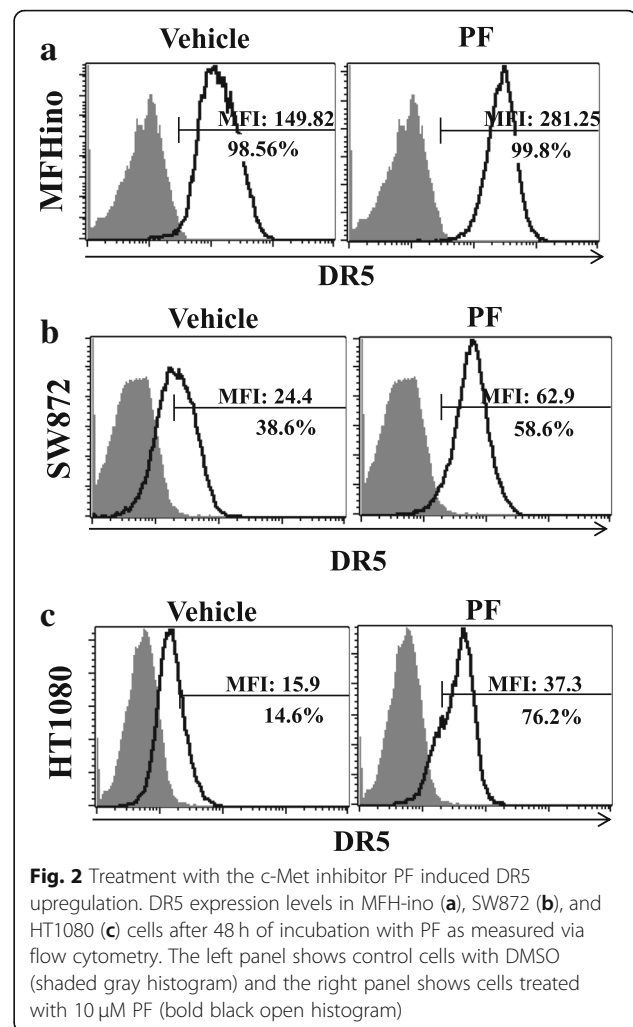 Vehicle PF
a
MFHino
MFI: 149.82
98.56%
MFI: 281.25
99.8%
DR5
Vehicle PF
b
SW872
MFI: 24.4
38.6%
MFI: 62.9
58.6%
DR5
Vehicle PF
c
HT1080
MFI: 15.9
14.6%
MFI: 37.3
76.2%
DR5
Fig. 2 Treatment with the c-Met inhibitor PF induced DR5
upregulation. DR5 expression levels in MFH-ino (a), SW872 (b), and
HT1080 (c) cells after 48 h of incubation with PF as measured via
flow cytometry. The left panel shows control cells with DMSO
(shaded gray histogram) and the right panel shows cells treated
with 10 μM PF (bold black open histogram)